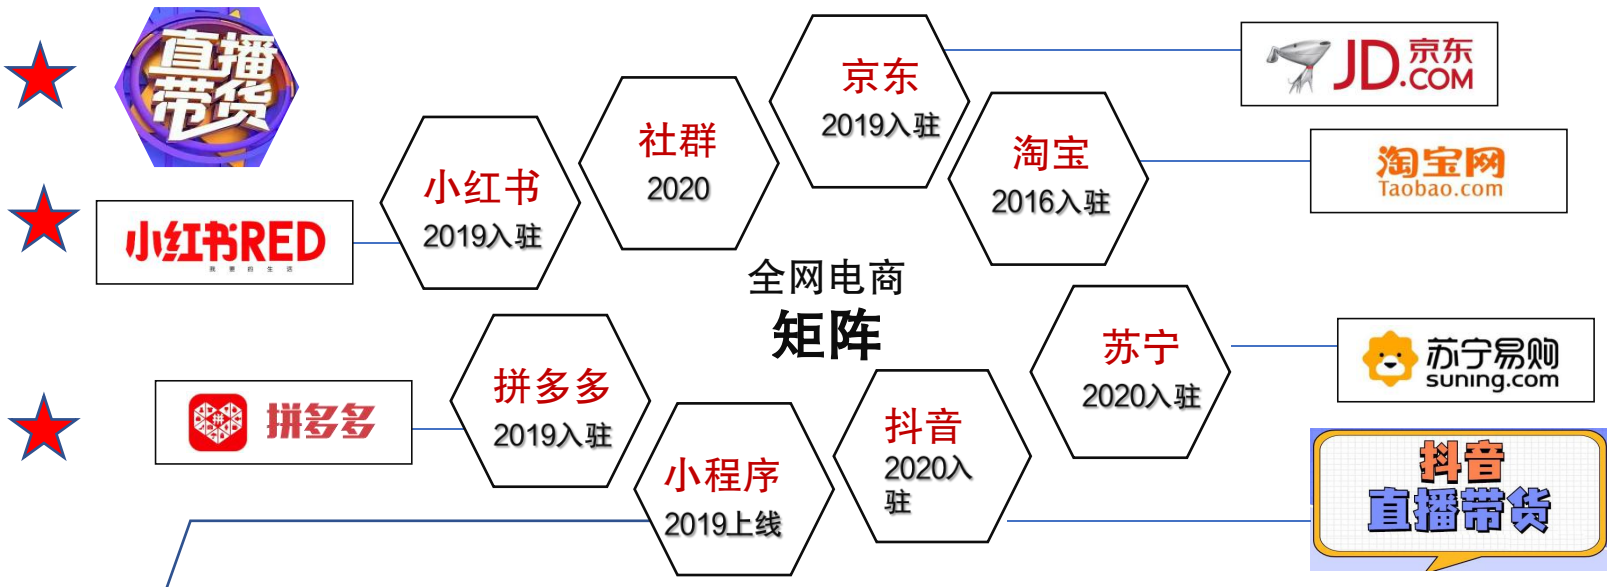 直播
带货
京东
2019入驻
JD.京东
.COM
社群
2020
淘宝
2016入驻
淘宝网
Taobao.com
小红书
2019入驻
小红书RED
我要的生活
全网电商
矩阵
苏宁
2020入驻
苏宁易购
suning.com
拼多多
2019入驻
拼多多
抖音
2020入
驻
抖音
直播带货
小程序
2019上线